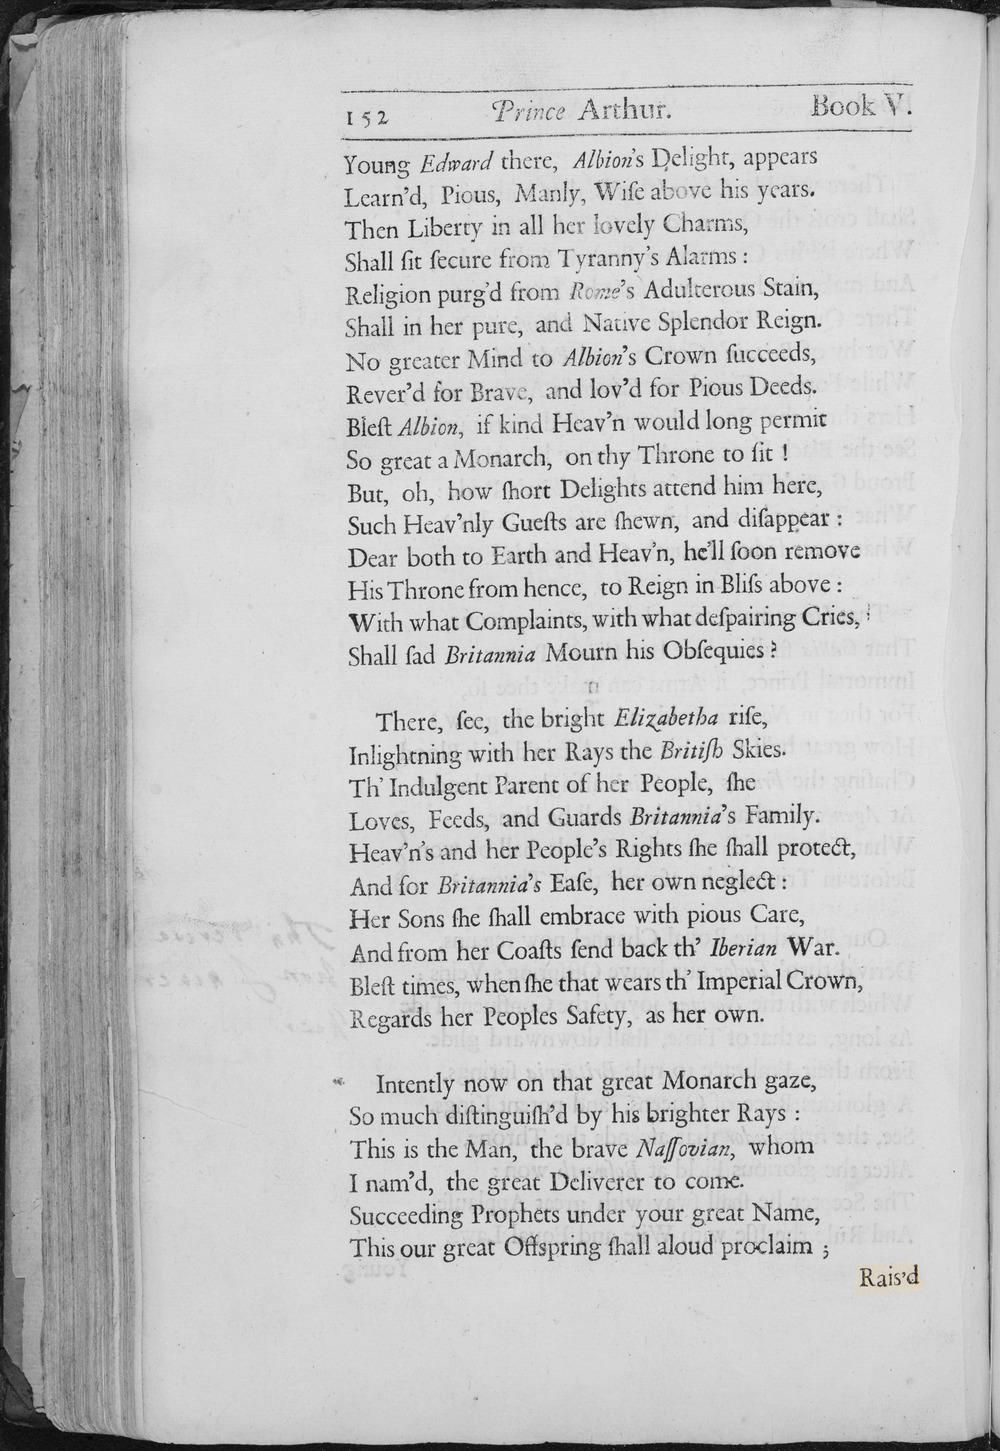 152 Prince Arthur. Book V.
Young Edward there, Albion's Delight, appears
Learn'd, Pious, Manly, Wiſe above his years.
Then Liberty in all her lovely Charms,
Shall ſit ſecure from Tyranny's Alarms :
Religion purg'd from Rome's Adulterous Stain,
Shall in her pure, and Native Splendor Reign.
No greater Mind to Albion's Crown ſucceeds,
Rever'd for Brave, and lov'd for Pious Deeds.
Bleſt Albion, if kind Heav'n would long permit
So great a Monarch, on thy Throne to ſit !
But, oh, how ſhort Delights attend him here,
Such Heav'nly Gueſts are ſhewn, and diſappear :
Dear both to Earth and Heav'n, he'll ſoon remove
His Throne from hence, to Reign in Bliſs above :
With what Complaints, with what deſpairing Cries,
Shall ſad Britannia Mourn his Obſequies ?
There, ſee, the bright Elizabetha riſe,
Inlightning with her Rays the Britiſh Skies.
Th' Indulgent Parent of her People, ſhe
Loves, Feeds, and Guards Britannia's Family.
Heav'n's and her People's Rights ſhe ſhall protect,
And for Britannia's Eaſe, her own neglect :
Her Sons ſhe ſhall embrace with pious Care,
And from her Coaſts ſend back th' Iberian War.
Bleſt times, when ſhe that wears th' Imperial Crown,
Regards her Peoples Safety, as her own.
Intently now on that great Monarch gaze,
So much diſtinguiſh'd by his brighter Rays :
This is the Man, the brave Naſſovian, whom
I nam'd, the great Deliverer to come.
Succeeding Prophets under your great Name,
This our great Offspring ſhall aloud proclaim ;
Rais'd